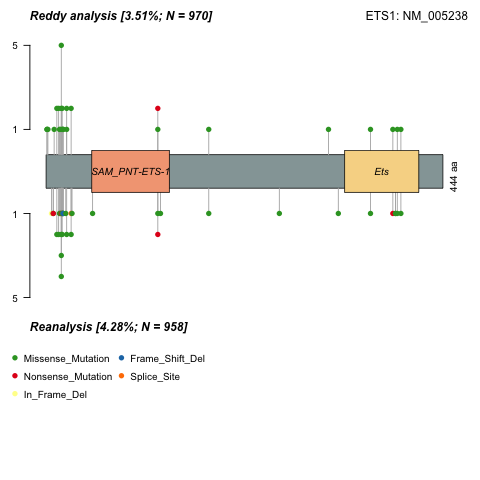 Reddy analysis [3.51%; N = 970]
ETS1: NM_005238
5
1
SAM_PNT-ETS-1
Ets
444 aa
1
5
Reanalysis [4.28%; N = 958]
Missense_Mutation
Frame_Shift_Del
Nonsense_Mutation
Splice_Site
In_Frame_Del